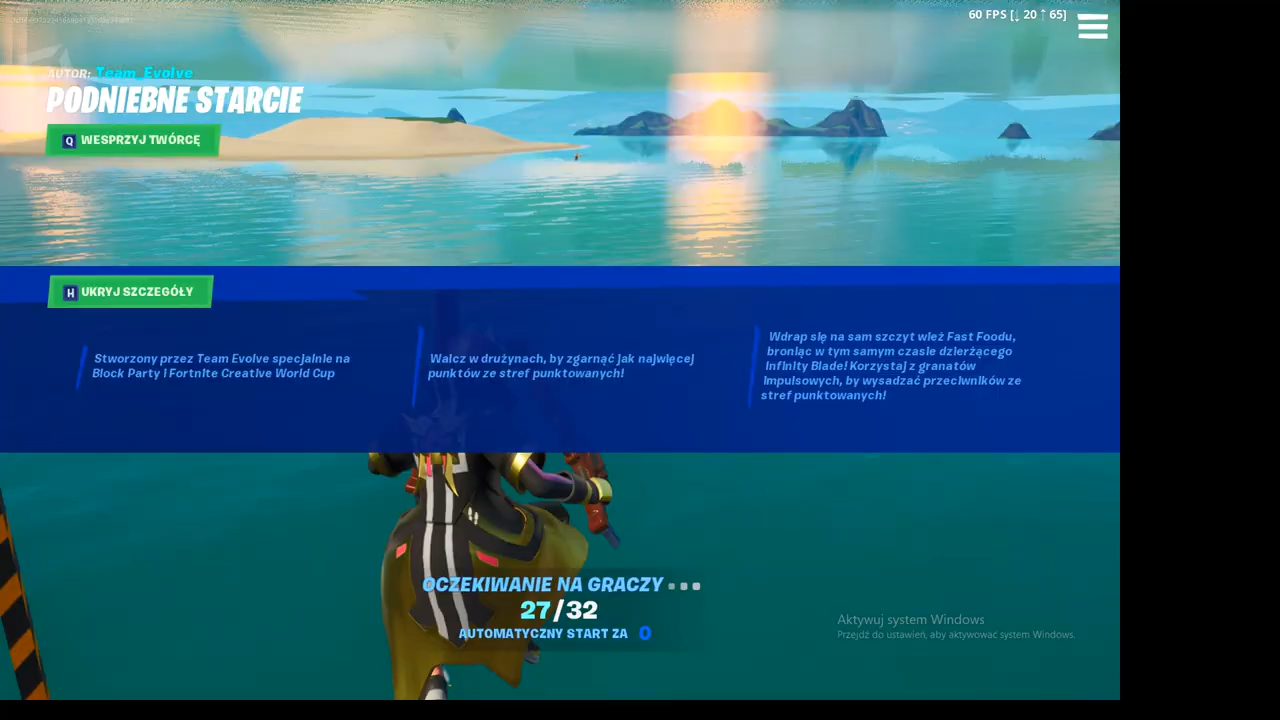 60 FPS [↓ 20 ↑ 65]
AUTOR: Team_Evolve
PODNIEBNE STARCIE
Q WESPRZYJ TWÓRCĘ
H UKRYJ SZCZEGÓŁY
Stworzony przez Team Evolve specjalnie na
Block Party i Fortnite Creative World Cup
Walcz w drużynach, by zgarnąć jak najwięcej
punktów ze stref punktowanych!
Wdrap się na sam szczyt wież Fast Foodu,
broniąc w tym samym czasie dzierżącego
Infinity Blade! Korzystaj z granatów
impulsowych, by wysadzać przeciwników ze
stref punktowanych!
OCZEKIWANIE NA GRACZY
27/32
AUTOMATYCZNY START ZA 0
Aktywuj system Windows
Przejdź do ustawień, aby aktywować system Windows.